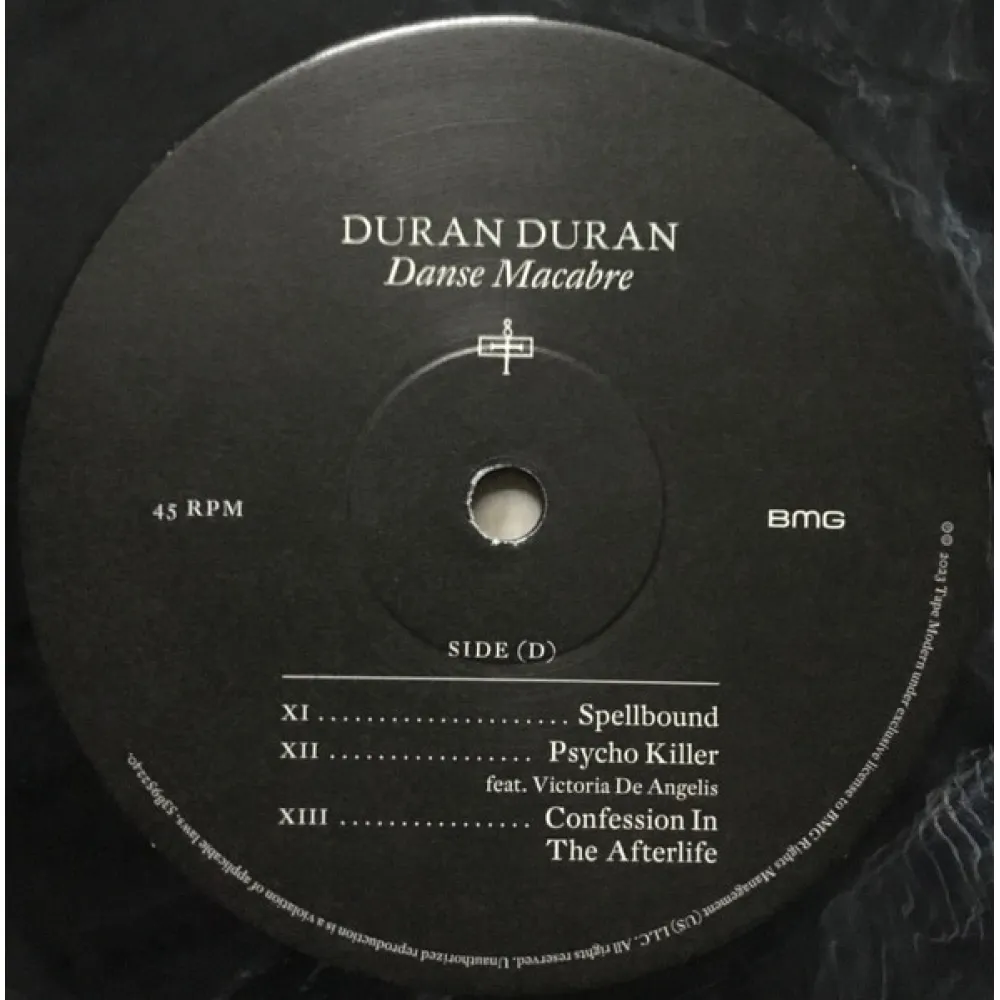 DURAN DURAN
Danse Macabre
45 RPM
BMG
SIDE (D)
XI ..................... Spellbound
XII ................. Psycho Killer
feat. Victoria De Angelis
XIII ................ Confession In
The Afterlife
℗© 2023 Tape Modern under exclusive license to BMG Rights Management (US) LLC. All rights reserved. Unauthorized reproduction is a violation of applicable laws. 538952240.